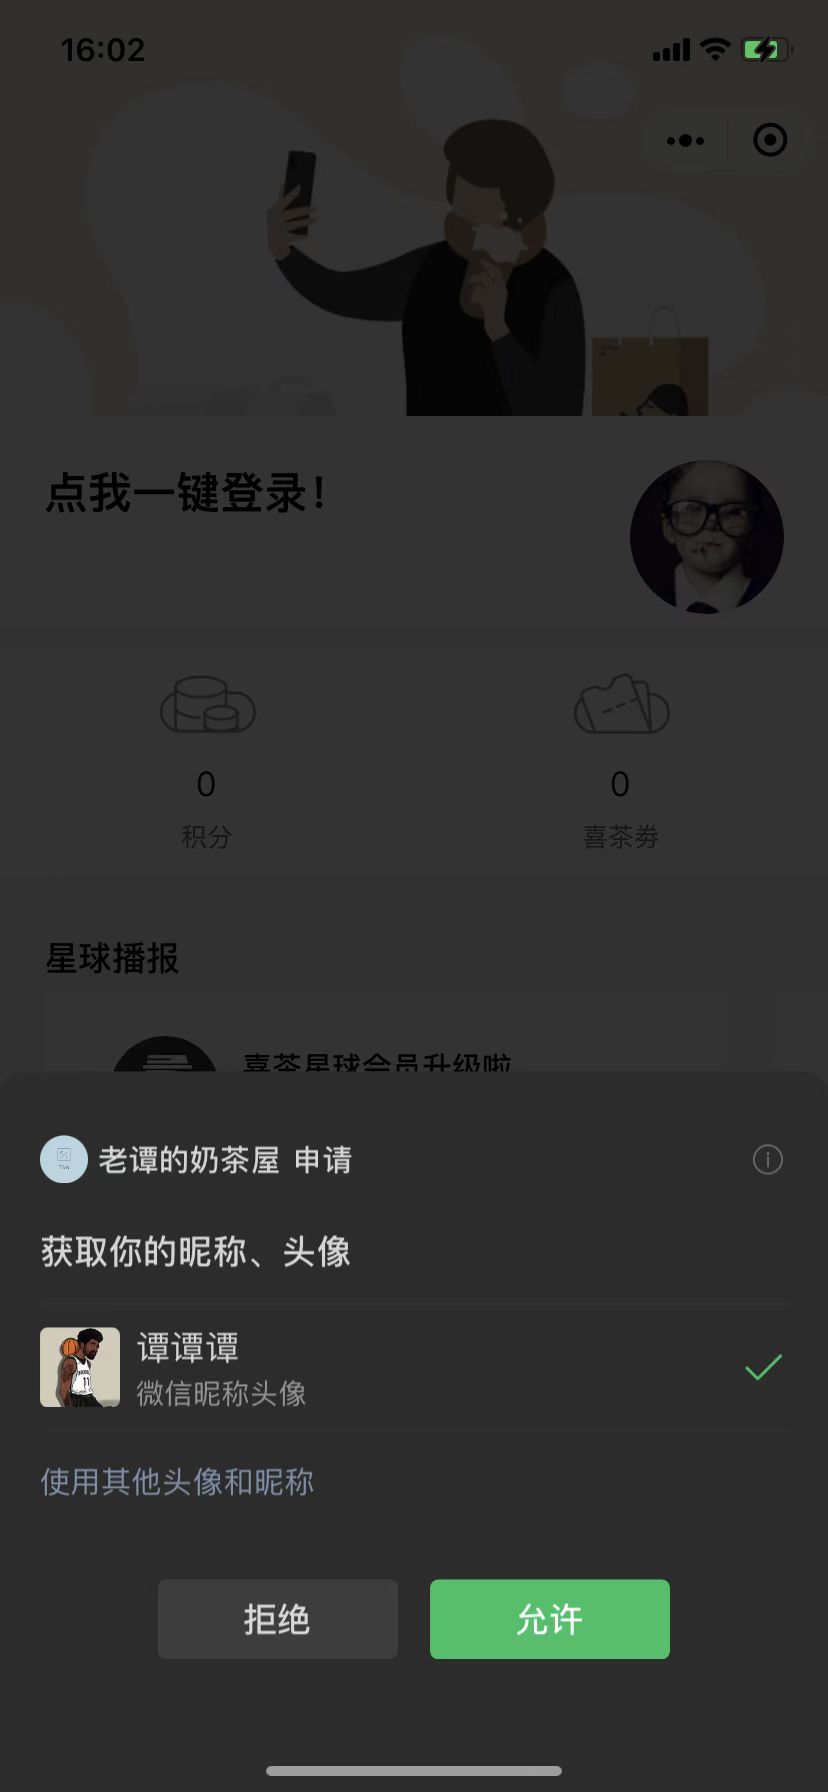 16:02
点我一键登录！
0
积分
0
喜茶券
星球播报
喜茶星球会员升级啦
老谭的奶茶屋 申请
获取你的昵称、头像
谭谭谭
微信昵称头像
使用其他头像和昵称
拒绝
允许